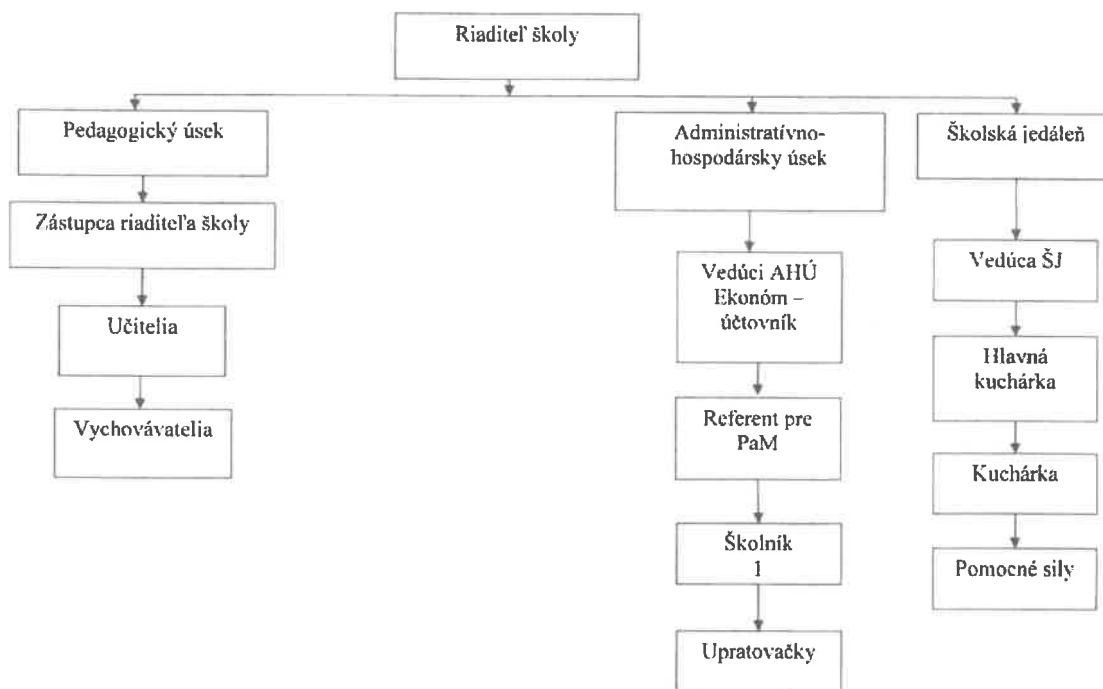 Riaditeľ školy
Pedagogický úsek
Zástupca riaditeľa školy
Učitelia
Vychovávatelia
Administratívno-
hospodársky úsek
Vedúci AHÚ
Ekonóm –
účtovník
Referent pre
PaM
Školník
1
Upratovačky
Školská jedáleň
Vedúca ŠJ
Hlavná
kuchárka
Kuchárka
Pomocné sily